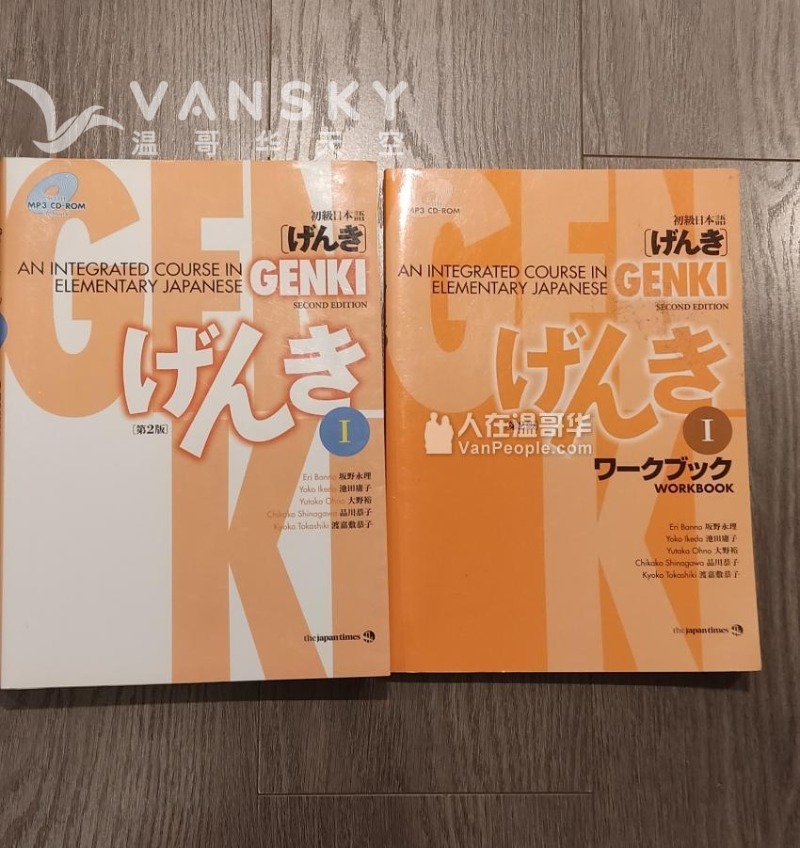 VANSKY
温哥华天空
MP3 CD-ROM
初級日本語
[げんき]
AN INTEGRATED COURSE IN
ELEMENTARY JAPANESE
GENKI
SECOND EDITION
GENKI
げんき
[第2版]
I
Eri Banno 坂野永理
Yoko Ikeda 池田庸子
Yutaka Ohno 大野裕
Chikako Shinagawa 品川恭子
Kyoko Tokashiki 渡嘉敷恭子
the japan times
MP3 CD-ROM
初級日本語
[げんき]
AN INTEGRATED COURSE IN
ELEMENTARY JAPANESE
GENKI
SECOND EDITION
GENKI
げんき
I
人在温哥华
VanPeople.com
ワークブック
WORKBOOK
Eri Banno 坂野永理
Yoko Ikeda 池田庸子
Yutaka Ohno 大野裕
Chikako Shinagawa 品川恭子
Kyoko Tokashiki 渡嘉敷恭子
the japan times